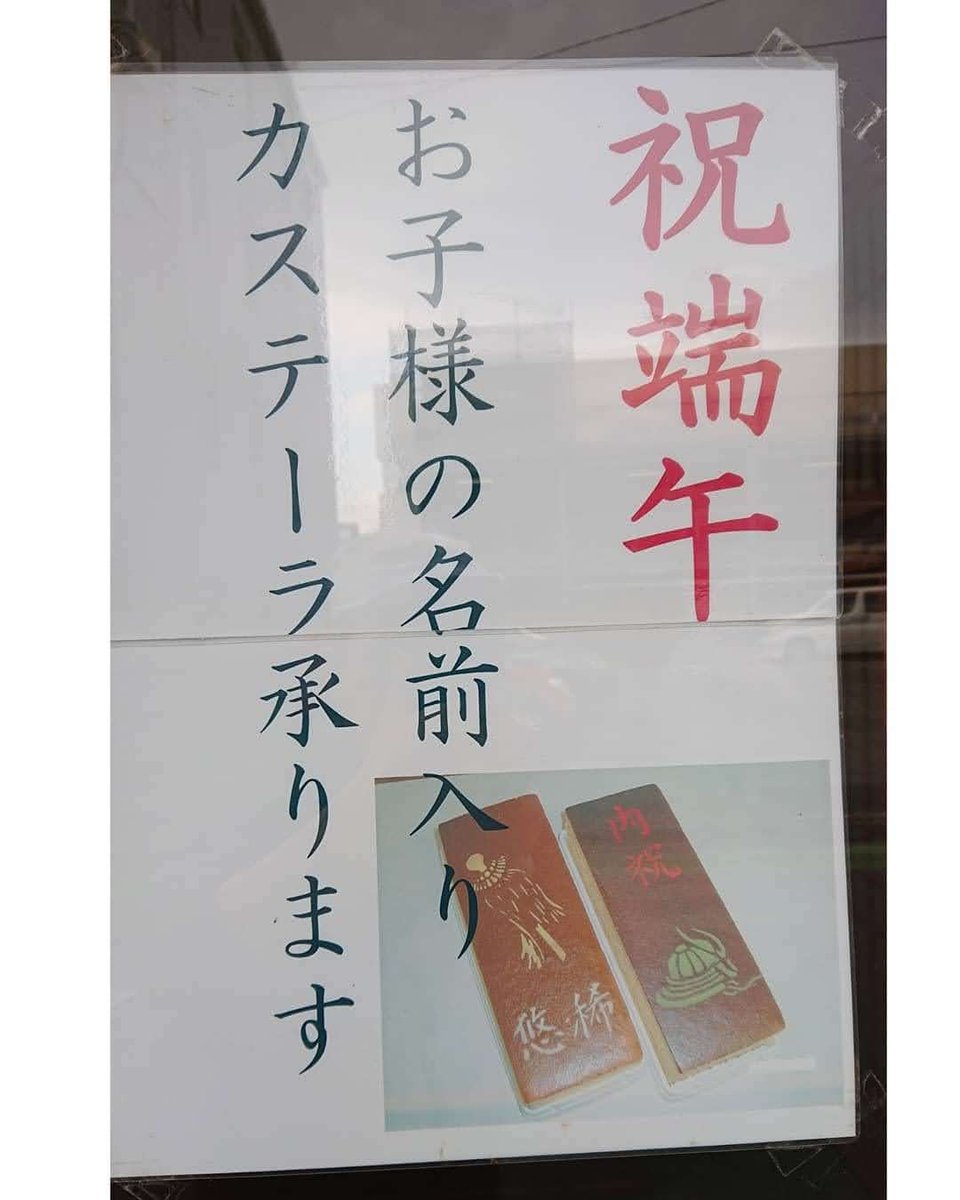 祝端午
お子様の名前入り
カステーラ承ります
内祝
悠稀